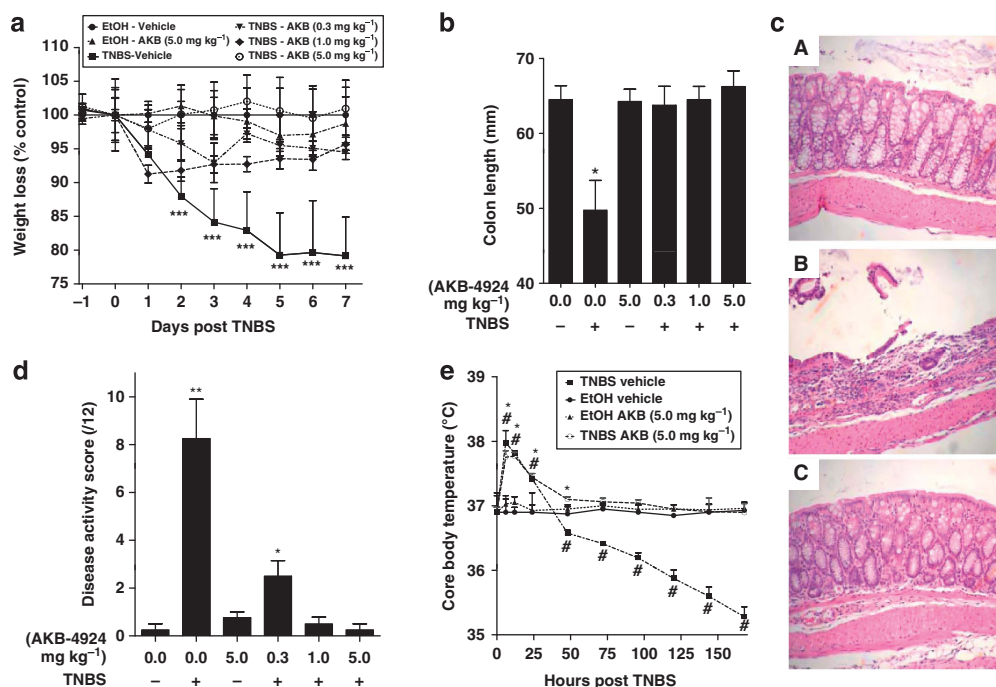 a
EtOH - Vehicle
EtOH - AKB (5.0 mg kg⁻¹)
TNBS-Vehicle
TNBS - AKB (0.3 mg kg⁻¹)
TNBS - AKB (1.0 mg kg⁻¹)
TNBS - AKB (5.0 mg kg⁻¹)
Weight loss (% control)
110
105
100
95
90
85
80
75
*** *** *** *** *** ***
–1 0 1 2 3 4 5 6 7
Days post TNBS
b
Colon length (mm)
70
60
50
40
*
(AKB-4924
mg kg⁻¹)
0.0 0.0 5.0 0.3 1.0 5.0
TNBS – + – + + +
c
A
B
C
d
Disease activity score (/12)
10
8
6
4
2
0
**
*
(AKB-4924
mg kg⁻¹)
0.0 0.0 5.0 0.3 1.0 5.0
TNBS – + – + + +
e
TNBS vehicle
EtOH vehicle
EtOH AKB (5.0 mg kg⁻¹)
TNBS AKB (5.0 mg kg⁻¹)
Core body temperature (°C)
39
38
37
36
35
* * * *
# # #
# # # # # #
0 25 50 75 100 125 150
Hours post TNBS